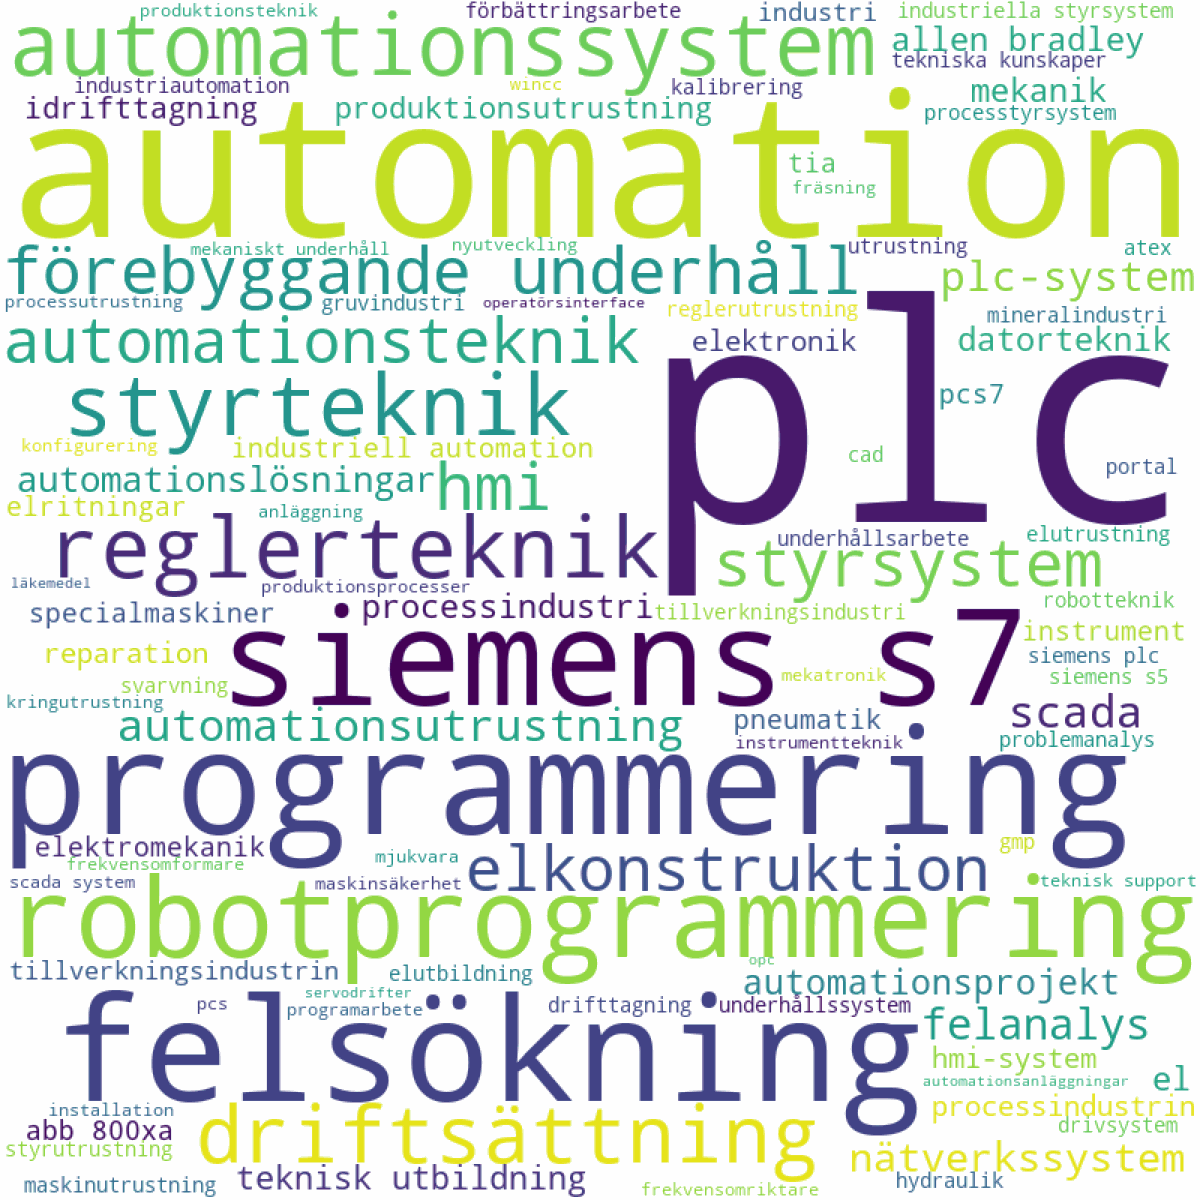 produktionsteknik
förbättringsarbete
industri
industriella styrsystem
automationssystem
allen bradley
tekniska kunskaper
industriautomation
wincc
kalibrering
mekanik
idrifttagning
produktionsutrustning
processtyrsystem
automation
tia
fräsning
mekaniskt underhåll
nyutveckling
utrustning
atex
förebyggande underhåll
plc-system
processutrustning
gruvindustri
operatörsinterface
reglerutrustning
mineralindustri
automationsteknik
elektronik
datorteknik
plc
styrteknik
pcs7
konfigurering
industriell automation
cad
portal
automationslösningar
hmi
elritningar
anläggning
reglerteknik
underhållsarbete
elutrustning
styrsystem
läkemedel
produktionsprocesser
robotteknik
specialmaskiner
processindustri
tillverkningsindustri
siemens s7
instrument
reparation
siemens plc
mekatronik
siemens s5
svarvning
kringutrustning
automationsutrustning
pneumatik
scada
instrumentteknik
problemanalys
programmering
elektromekanik
gmp
frekvensomformare
mjukvara
elkonstruktion
scada system
maskinsäkerhet
teknisk support
robotprogrammering
tillverkningsindustrin
elutbildning
opc
automationsprojekt
servodrifter
pcs
programarbete
drifttagning
underhållssystem
felsökning
felanalys
hmi-system
automationsanläggningar
el
installation
processindustrin
abb 800xa
driftsättning
drivsystem
styrutrustning
nätverkssystem
teknisk utbildning
maskinutrustning
frekvensomriktare
hydraulik